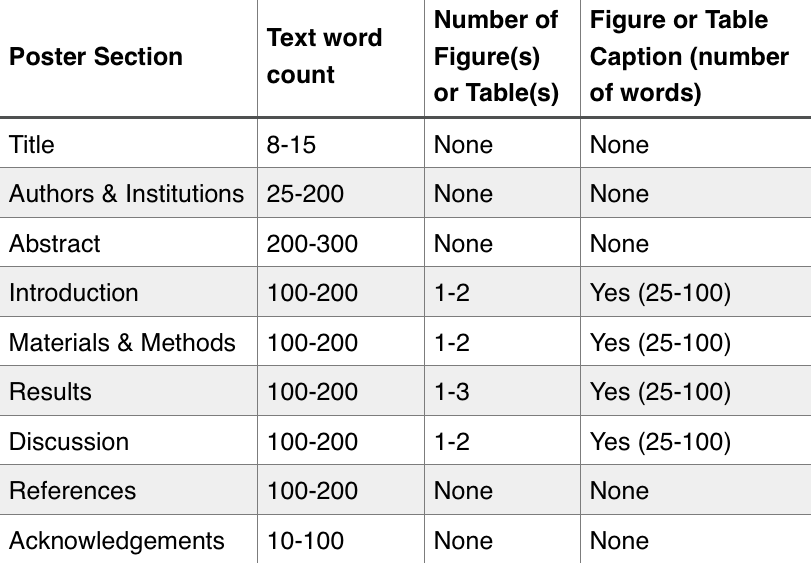 Poster Section | Text word count | Number of Figure(s) or Table(s) | Figure or Table Caption (number of words)
Title | 8-15 | None | None
Authors & Institutions | 25-200 | None | None
Abstract | 200-300 | None | None
Introduction | 100-200 | 1-2 | Yes (25-100)
Materials & Methods | 100-200 | 1-2 | Yes (25-100)
Results | 100-200 | 1-3 | Yes (25-100)
Discussion | 100-200 | 1-2 | Yes (25-100)
References | 100-200 | None | None
Acknowledgements | 10-100 | None | None